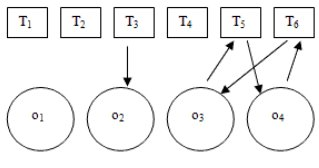 T₁ T₂ T₃ T₄ T₅ T₆
o₁ o₂ o₃ o₄